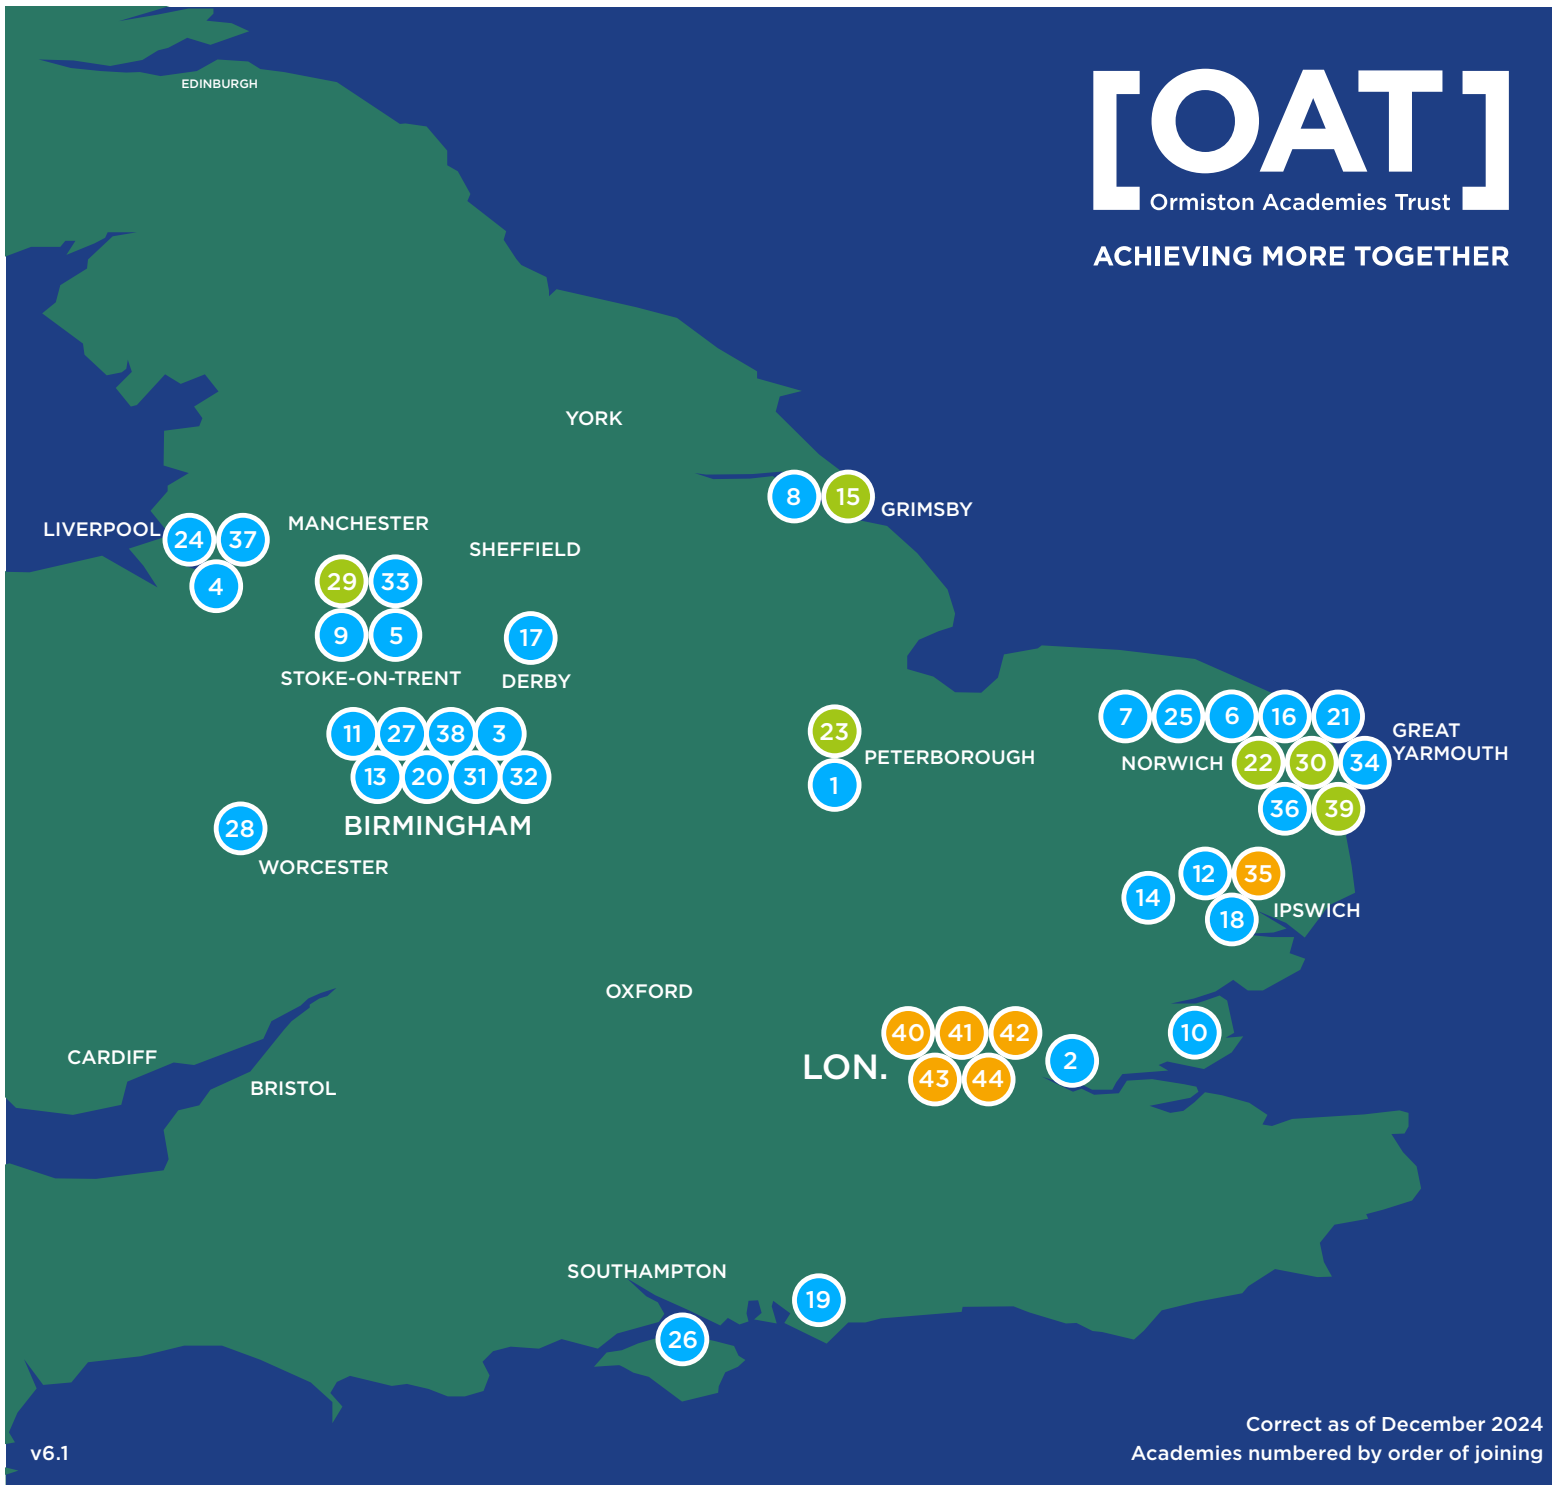 EDINBURGH
[OAT]
Ormiston Academies Trust
ACHIEVING MORE TOGETHER
YORK
8 15
GRIMSBY
LIVERPOOL
24 37
4
MANCHESTER
SHEFFIELD
29 33
9 5
STOKE-ON-TRENT
17
DERBY
11 27 38 3
13 20 31 32
BIRMINGHAM
28
WORCESTER
23
PETERBOROUGH
1
7 25 6 16 21
GREAT
YARMOUTH
NORWICH
22 30 34
36 39
14
12 35
18
IPSWICH
OXFORD
CARDIFF
BRISTOL
LON.
40 41 42
43 44
2
10
SOUTHAMPTON
19
26
Correct as of December 2024
Academies numbered by order of joining
v6.1